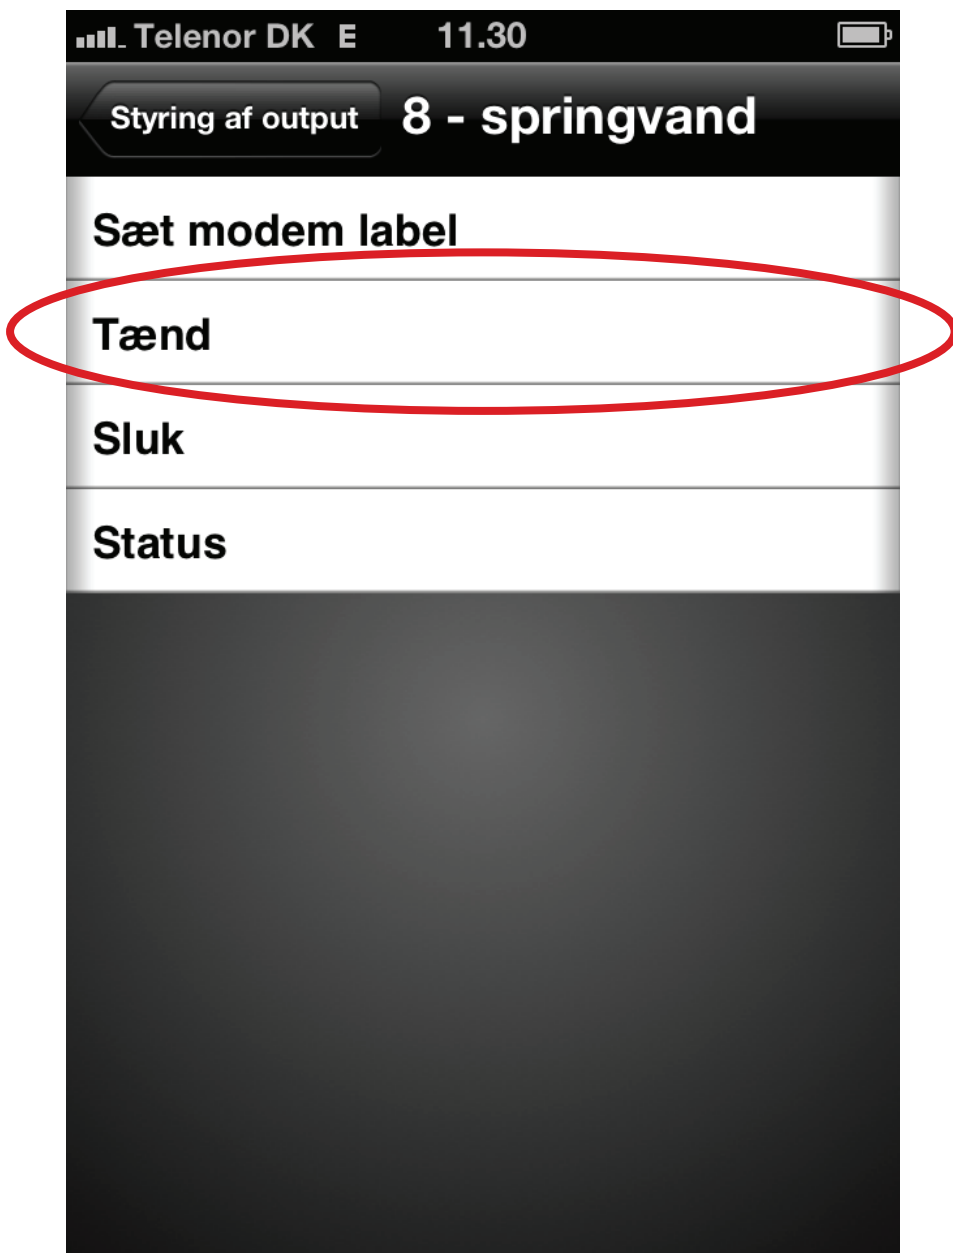 Telenor DK E 11.30
Styring af output 8 - springvand
Sæt modem label
Tænd
Sluk
Status